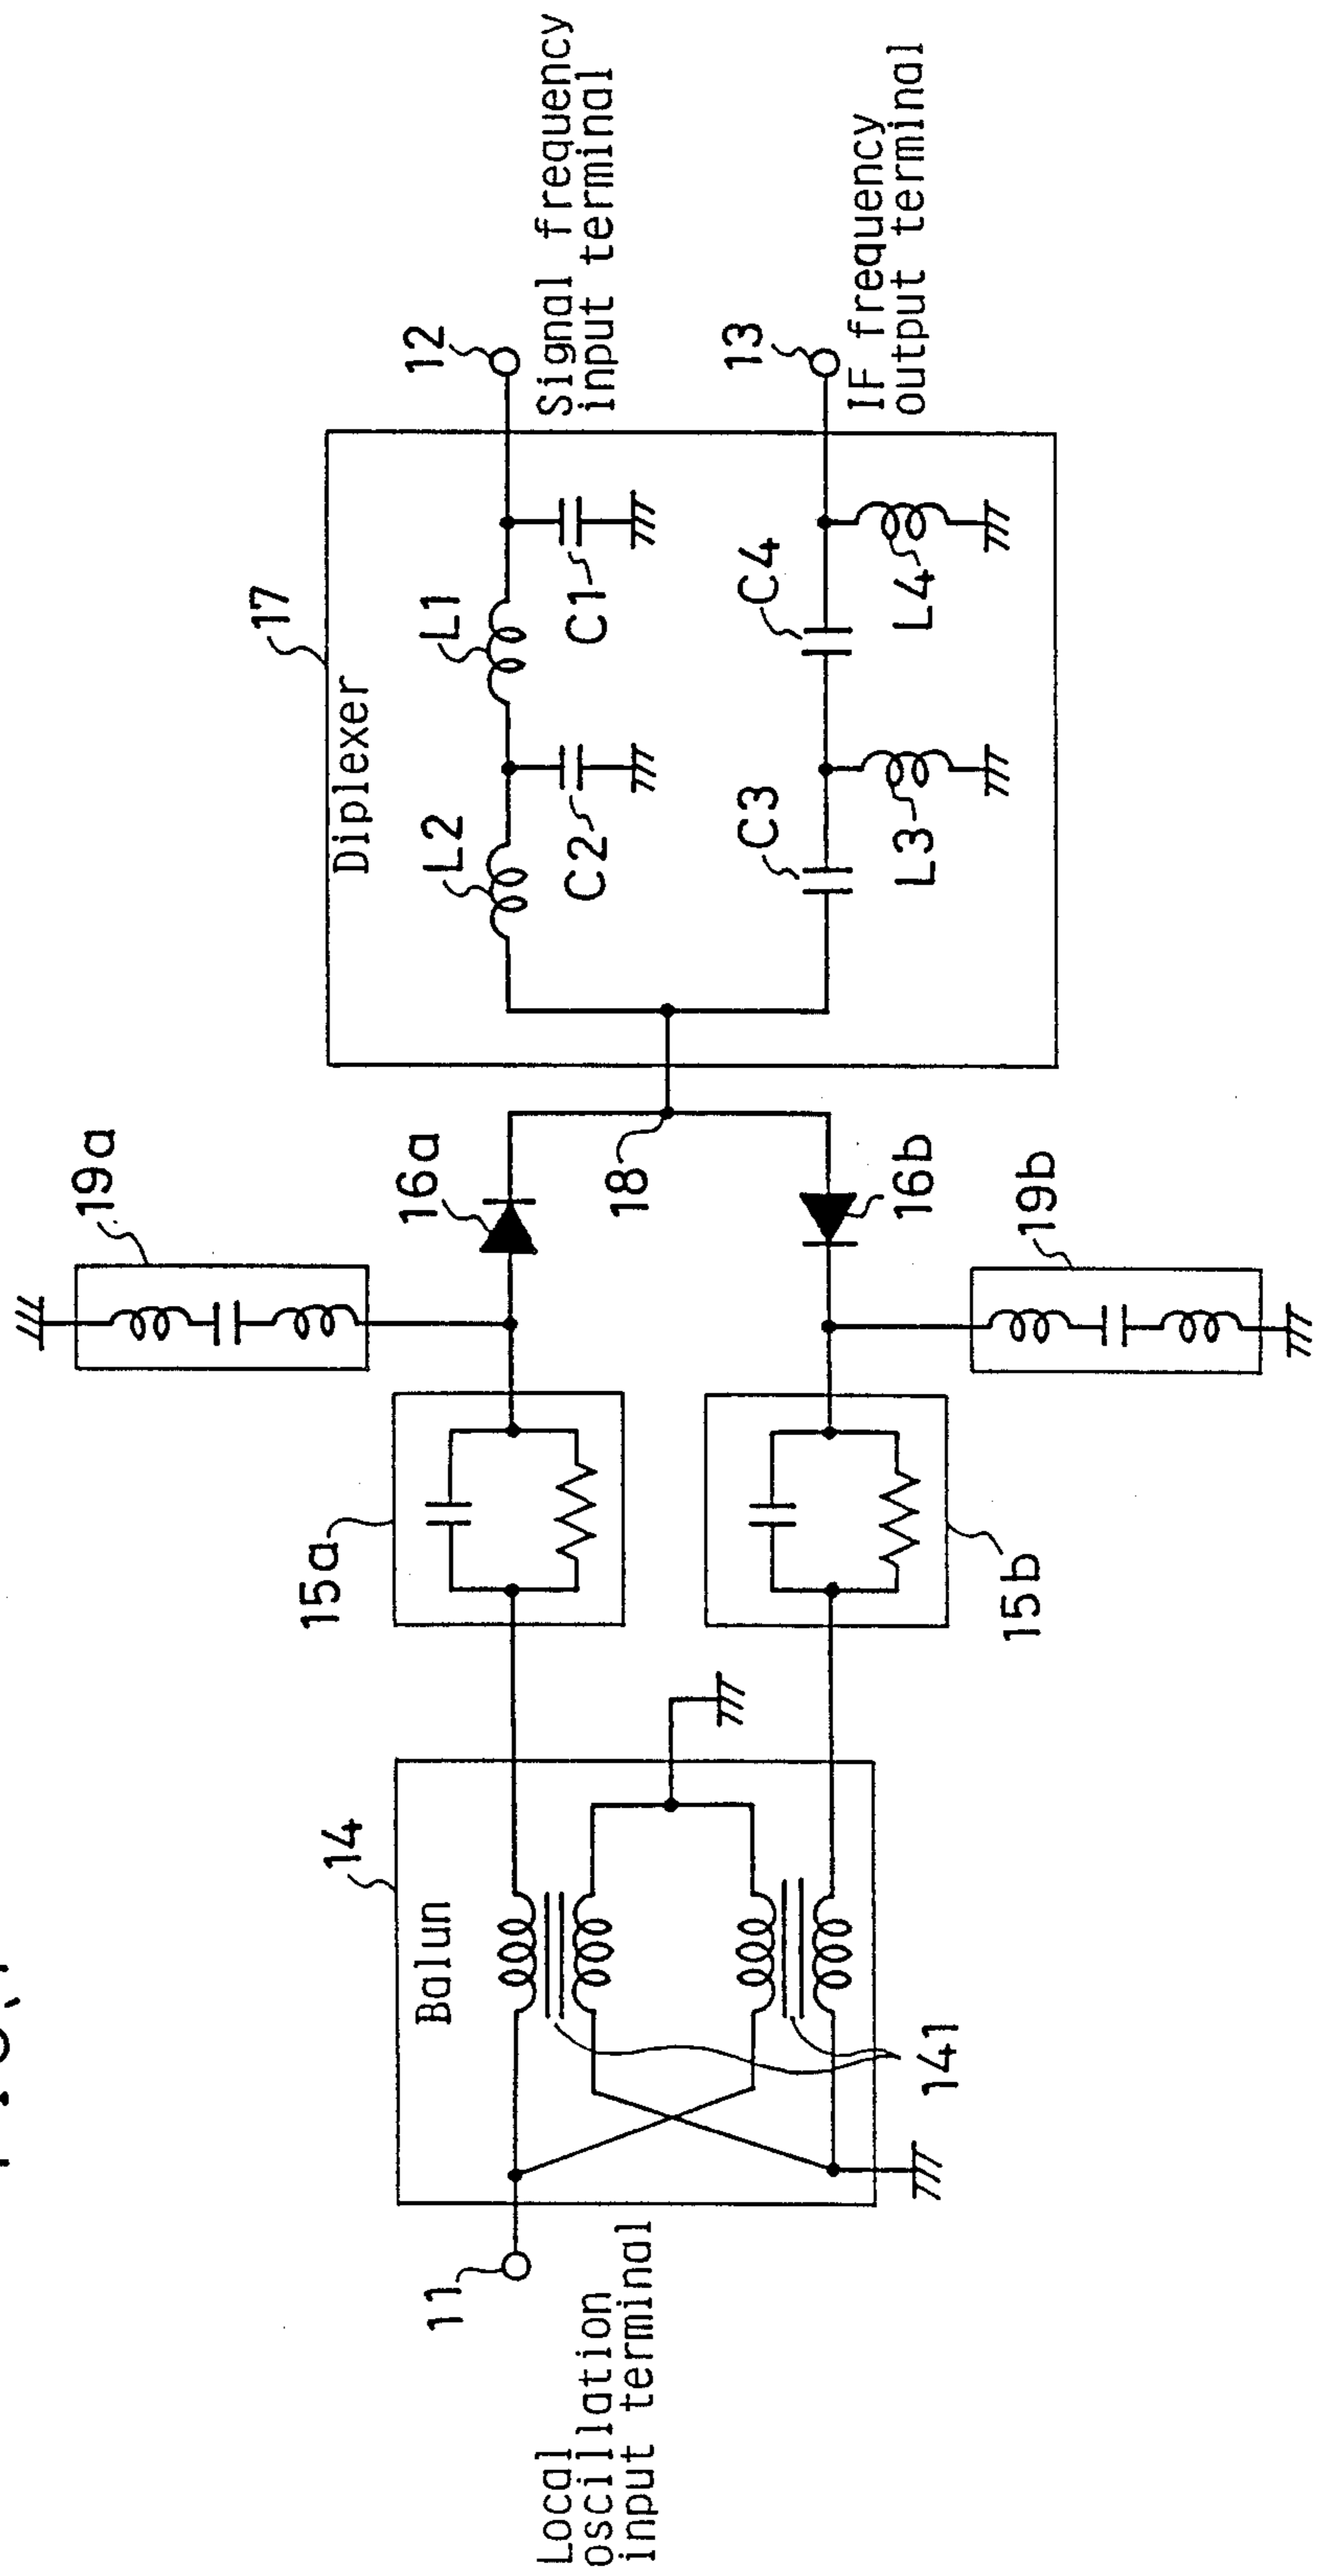 19a
19b
17
Diplexer
12
Signal frequency
input terminal
L2
L1
C2
C1
13
IF frequency
output terminal
C3
C4
L3
L4
16a
18
16b
15a
15b
14
Balun
141
11
Local
oscillation
input terminal